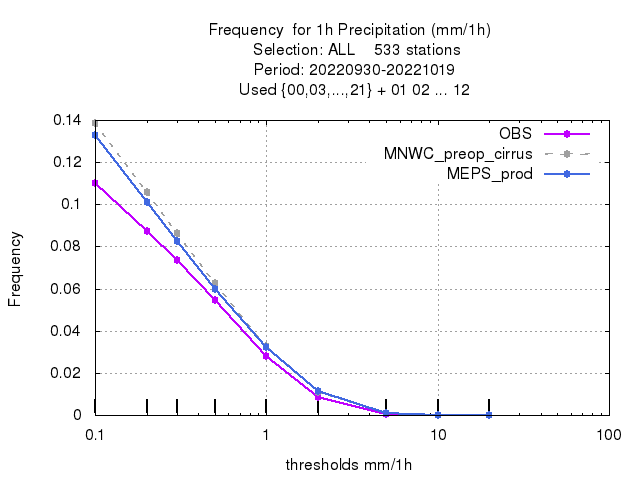 Frequency  for 1h Precipitation (mm/1h)
Selection: ALL    533 stations
Period: 20220930-20221019
Used {00,03,...,21} + 01 02 ... 12
OBS
MNWC_preop_cirrus
MEPS_prod
0.14
0.12
0.1
0.08
0.06
0.04
0.02
0
Frequency
0.1 1 10 100
thresholds mm/1h